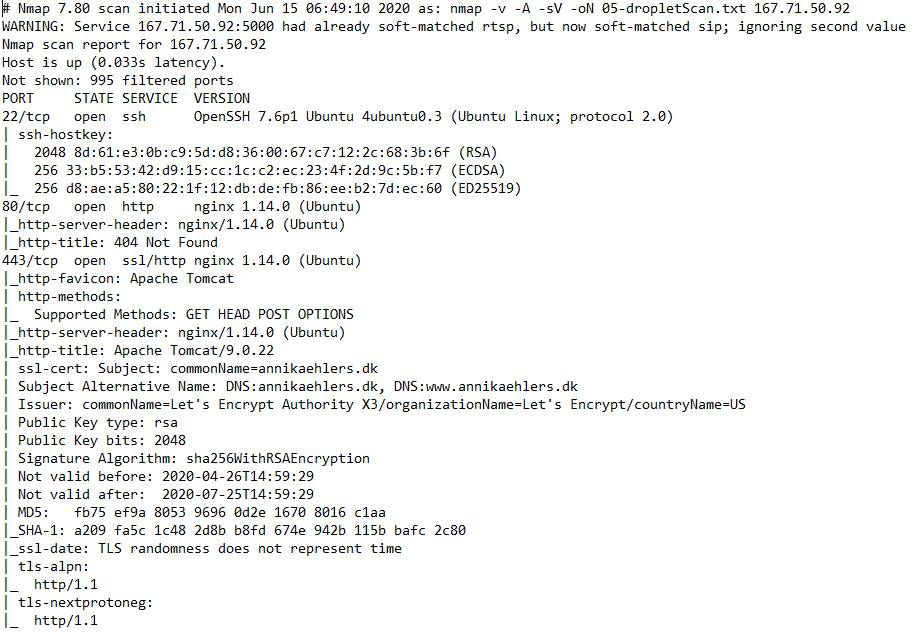 # Nmap 7.80 scan initiated Mon Jun 15 06:49:10 2020 as: nmap -v -A -sV -oN 05-dropletScan.txt 167.71.50.92
WARNING: Service 167.71.50.92:5000 had already soft-matched rtsp, but now soft-matched sip; ignoring second value
Nmap scan report for 167.71.50.92
Host is up (0.033s latency).
Not shown: 995 filtered ports
PORT     STATE SERVICE  VERSION
22/tcp   open  ssh      OpenSSH 7.6p1 Ubuntu 4ubuntu0.3 (Ubuntu Linux; protocol 2.0)
| ssh-hostkey:
|   2048 8d:61:e3:0b:c9:5d:d8:36:00:67:c7:12:2c:68:3b:6f (RSA)
|   256 33:b5:53:42:d9:15:cc:1c:c2:ec:23:4f:2d:9c:5b:f7 (ECDSA)
|_  256 d8:ae:a5:80:22:1f:12:db:de:fb:86:ee:b2:7d:ec:60 (ED25519)
80/tcp   open  http     nginx 1.14.0 (Ubuntu)
|_http-server-header: nginx/1.14.0 (Ubuntu)
|_http-title: 404 Not Found
443/tcp  open  ssl/http nginx 1.14.0 (Ubuntu)
|_http-favicon: Apache Tomcat
| http-methods:
|_  Supported Methods: GET HEAD POST OPTIONS
|_http-server-header: nginx/1.14.0 (Ubuntu)
|_http-title: Apache Tomcat/9.0.22
| ssl-cert: Subject: commonName=annikaehlers.dk
| Subject Alternative Name: DNS:annikaehlers.dk, DNS:www.annikaehlers.dk
| Issuer: commonName=Let's Encrypt Authority X3/organizationName=Let's Encrypt/countryName=US
| Public Key type: rsa
| Public Key bits: 2048
| Signature Algorithm: sha256WithRSAEncryption
| Not valid before: 2020-04-26T14:59:29
| Not valid after:  2020-07-25T14:59:29
| MD5:   fb75 ef9a 8053 9696 0d2e 1670 8016 c1aa
|_SHA-1: a209 fa5c 1c48 2d8b b8fd 674e 942b 115b bafc 2c80
|_ssl-date: TLS randomness does not represent time
| tls-alpn:
|_  http/1.1
| tls-nextprotoneg:
|_  http/1.1